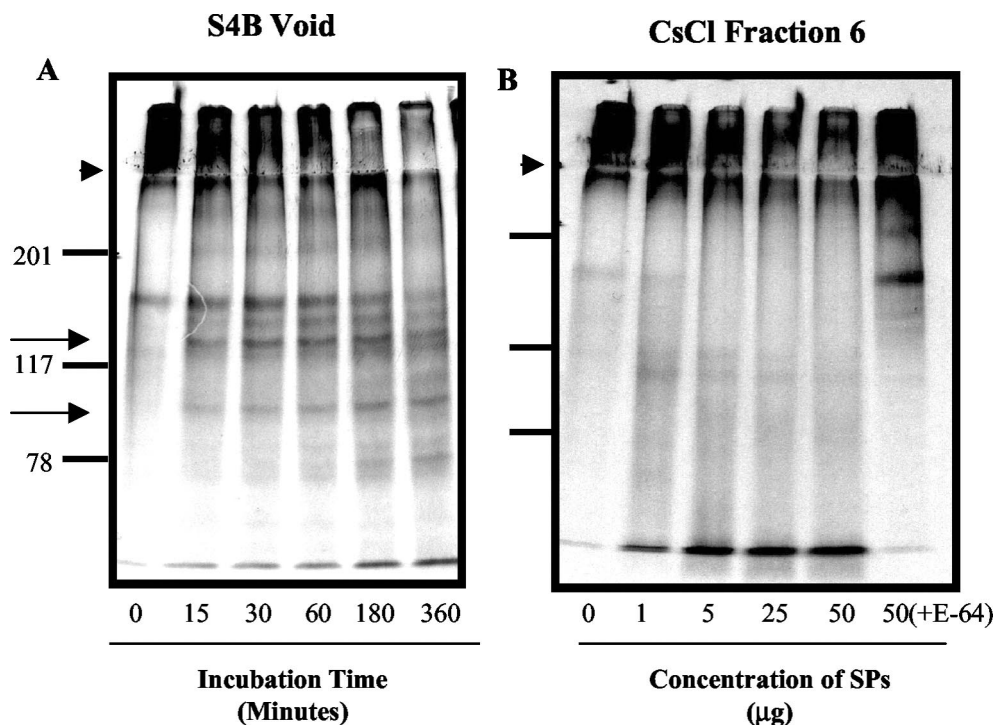 S4B Void
CsCl Fraction 6
A
B
201
117
78
0 15 30 60 180 360
0 1 5 25 50 50(+E-64)
Incubation Time
(Minutes)
Concentration of SPs
(μg)